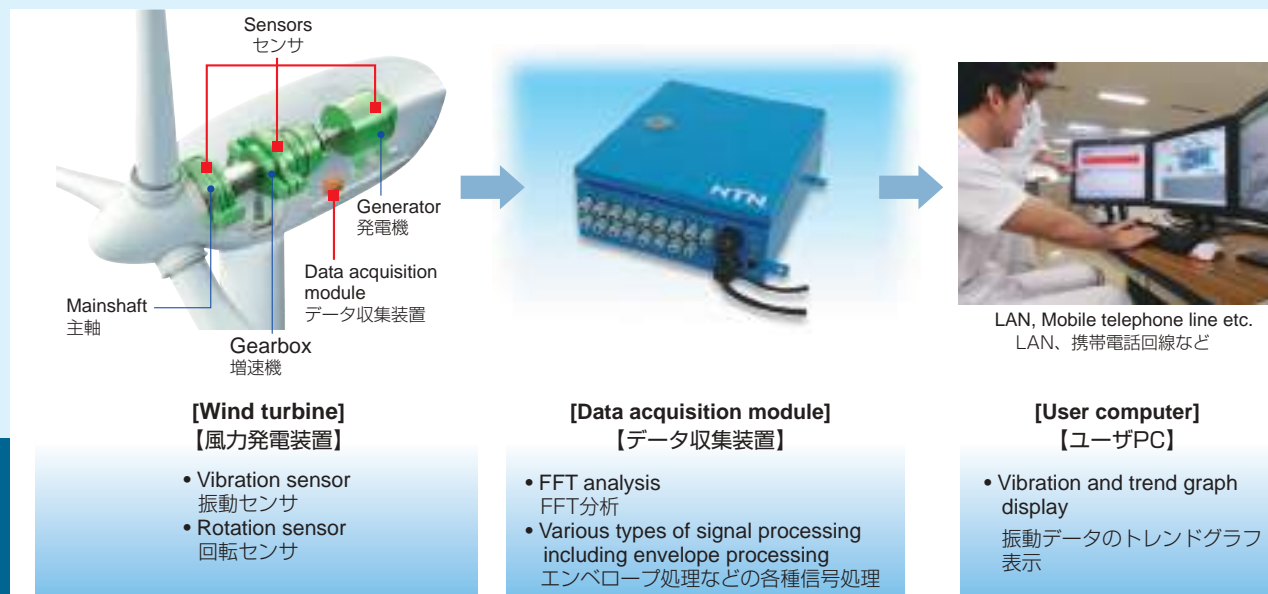 Sensors
センサ
Generator
発電機
Data acquisition
module
データ収集装置
Mainshaft
主軸
Gearbox
増速機
NTN
LAN, Mobile telephone line etc.
LAN、携帯電話回線など
[Wind turbine]
【風力発電装置】
• Vibration sensor
振動センサ
• Rotation sensor
回転センサ
[Data acquisition module]
【データ収集装置】
• FFT analysis
FFT分析
• Various types of signal processing
including envelope processing
エンベロープ処理などの各種信号処理
[User computer]
【ユーザPC】
• Vibration and trend graph
display
振動データのトレンドグラフ
表示